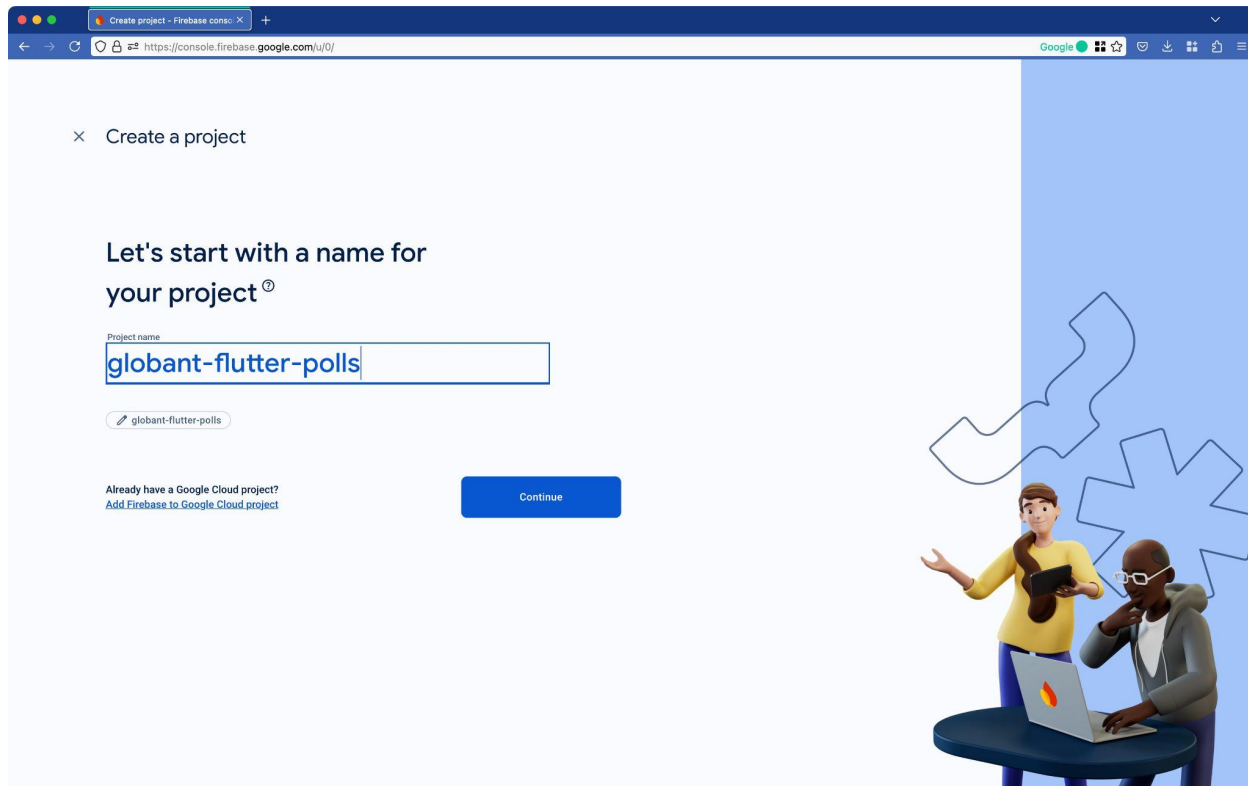 Create project - Firebase conso
https://console.firebase.google.com/u/0/
Google
Create a project
Let's start with a name for
your project
Project name
globant-flutter-polls
globant-flutter-polls
Already have a Google Cloud project?
Add Firebase to Google Cloud project
Continue